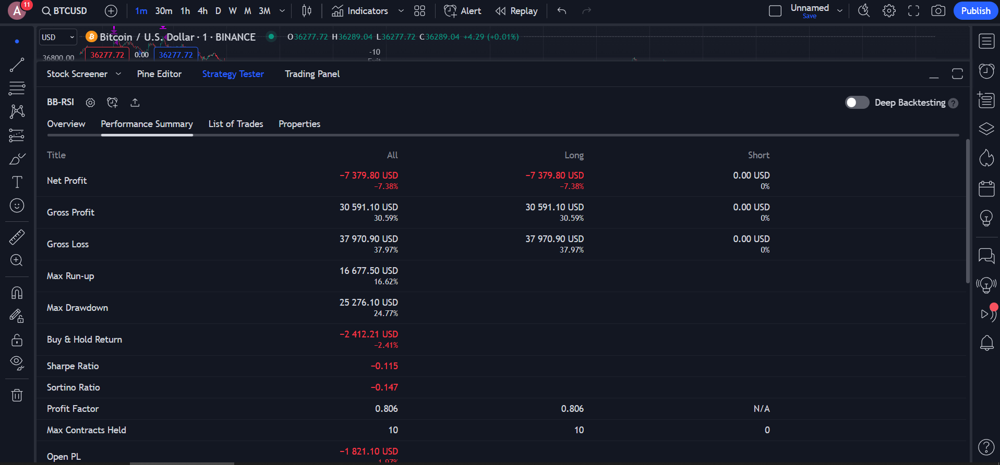 A 11 BTCUSD 1m 30m 1h 4h D W M 3M Indicators Alert Replay Unnamed Publish
Save
USD Bitcoin / U.S. Dollar · 1 · BINANCE O36277.72 H36289.04 L36277.72 C36289.04 +4.29 (+0.01%)
36800.00 36277.72 0.00 36277.72 -10
Exit
Stock Screener Pine Editor Strategy Tester Trading Panel
BB-RSI Deep Backtesting ?
Overview Performance Summary List of Trades Properties
Title All Long Short
Net Profit −7 379.80 USD −7 379.80 USD 0.00 USD
−7.38% −7.38% 0%
Gross Profit 30 591.10 USD 30 591.10 USD 0.00 USD
30.59% 30.59% 0%
Gross Loss 37 970.90 USD 37 970.90 USD 0.00 USD
37.97% 37.97% 0%
Max Run-up 16 677.50 USD
16.62%
Max Drawdown 25 276.10 USD
24.77%
Buy & Hold Return −2 412.21 USD
−2.41%
Sharpe Ratio −0.115
Sortino Ratio −0.147
Profit Factor 0.806 0.806 N/A
Max Contracts Held 10 10 0
Open PL −1 821.10 USD